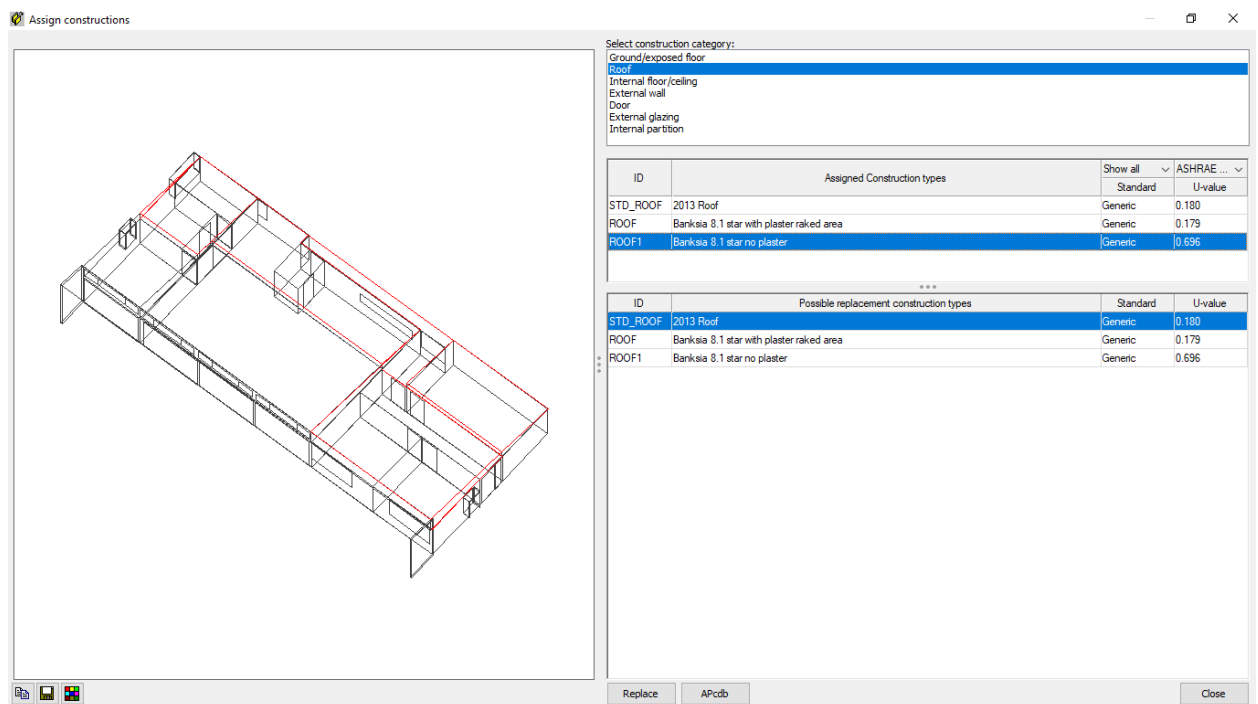 Assign constructions
Select construction category:
Ground/exposed floor
Roof
Internal floor/ceiling
External wall
Door
External glazing
Internal partition
ID Assigned Construction types Show all ASHRAE ...
Standard U-value
STD_ROOF 2013 Roof Generic 0.180
ROOF Banksia 8.1 star with plaster raked area Generic 0.179
ROOF1 Banksia 8.1 star no plaster Generic 0.696
ID Possible replacement construction types Standard U-value
STD_ROOF 2013 Roof Generic 0.180
ROOF Banksia 8.1 star with plaster raked area Generic 0.179
ROOF1 Banksia 8.1 star no plaster Generic 0.696
Replace APcdb Close